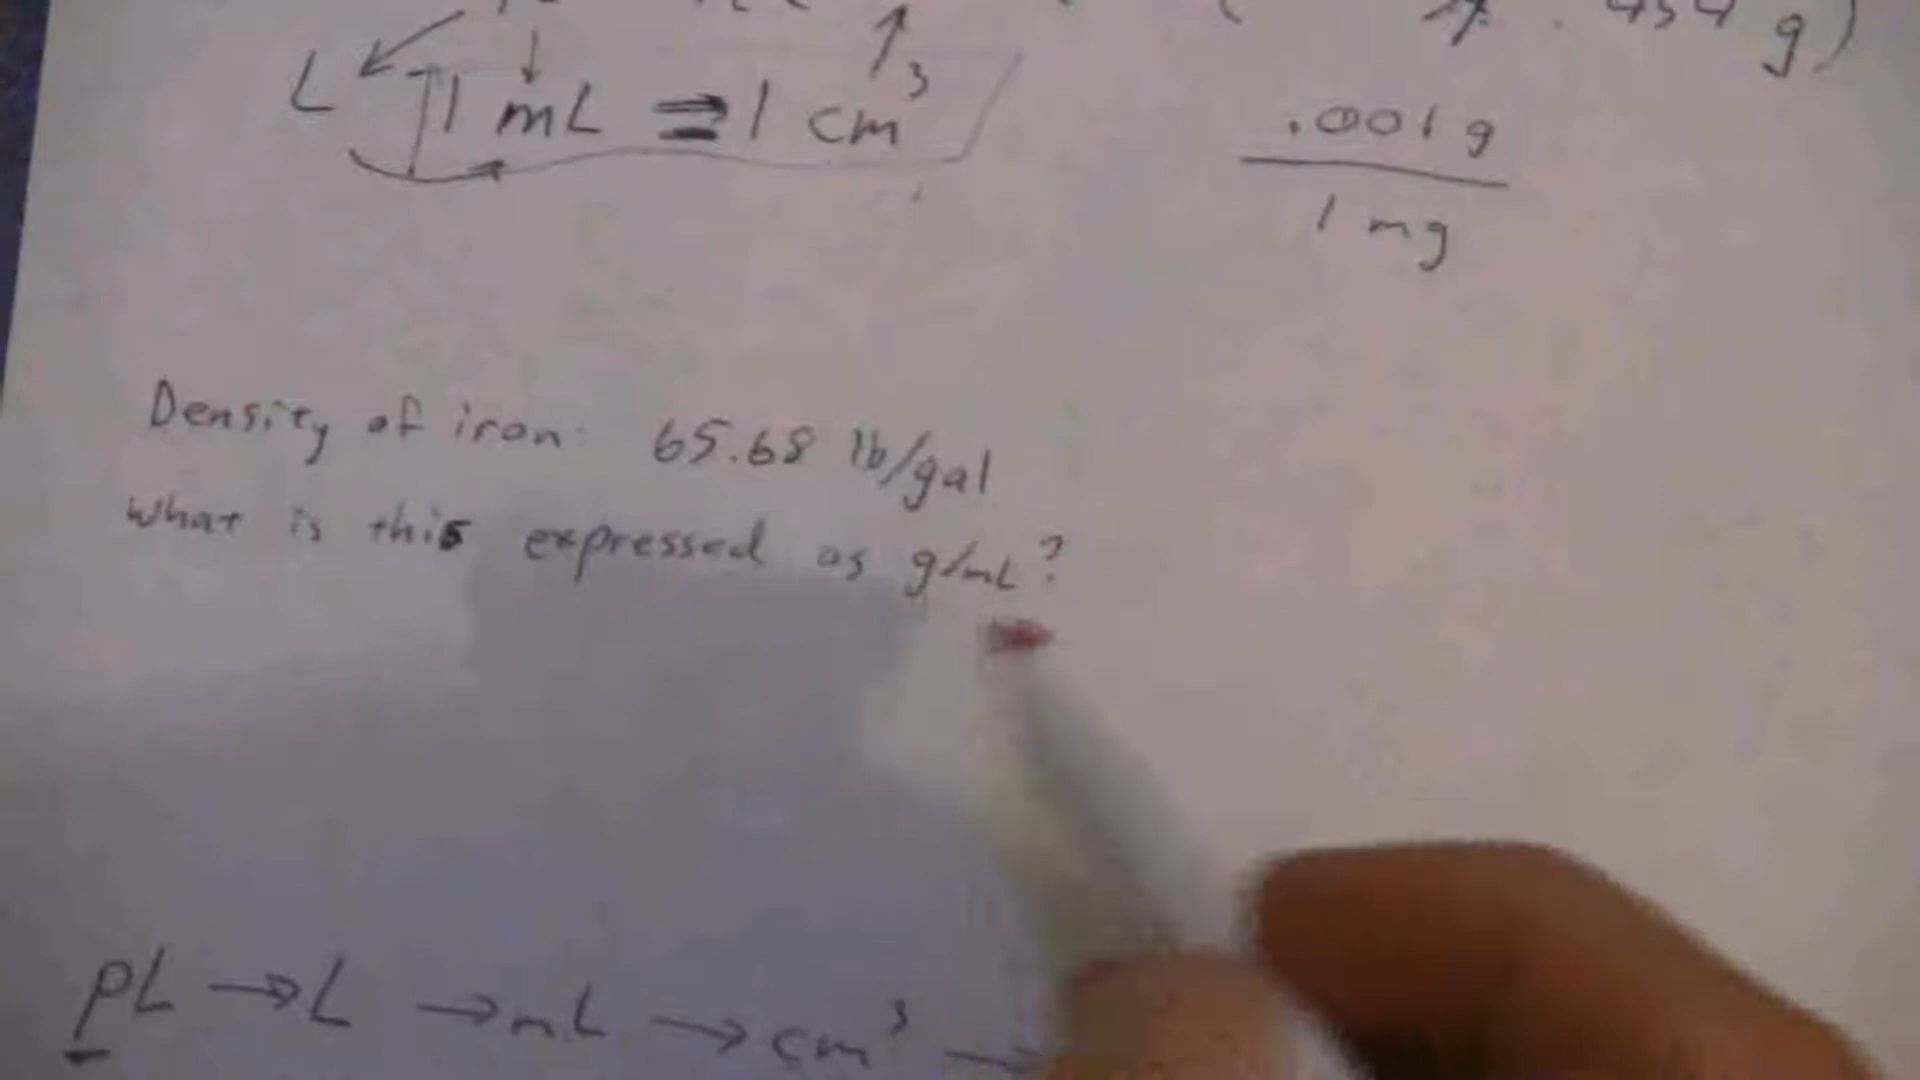 . 454 g)
L 1 mL = 1 cm³
.001 g
1 mg
Density of iron: 65.68 lb/gal
What is this expressed as g/mL?
pL → L → mL → cm³ →